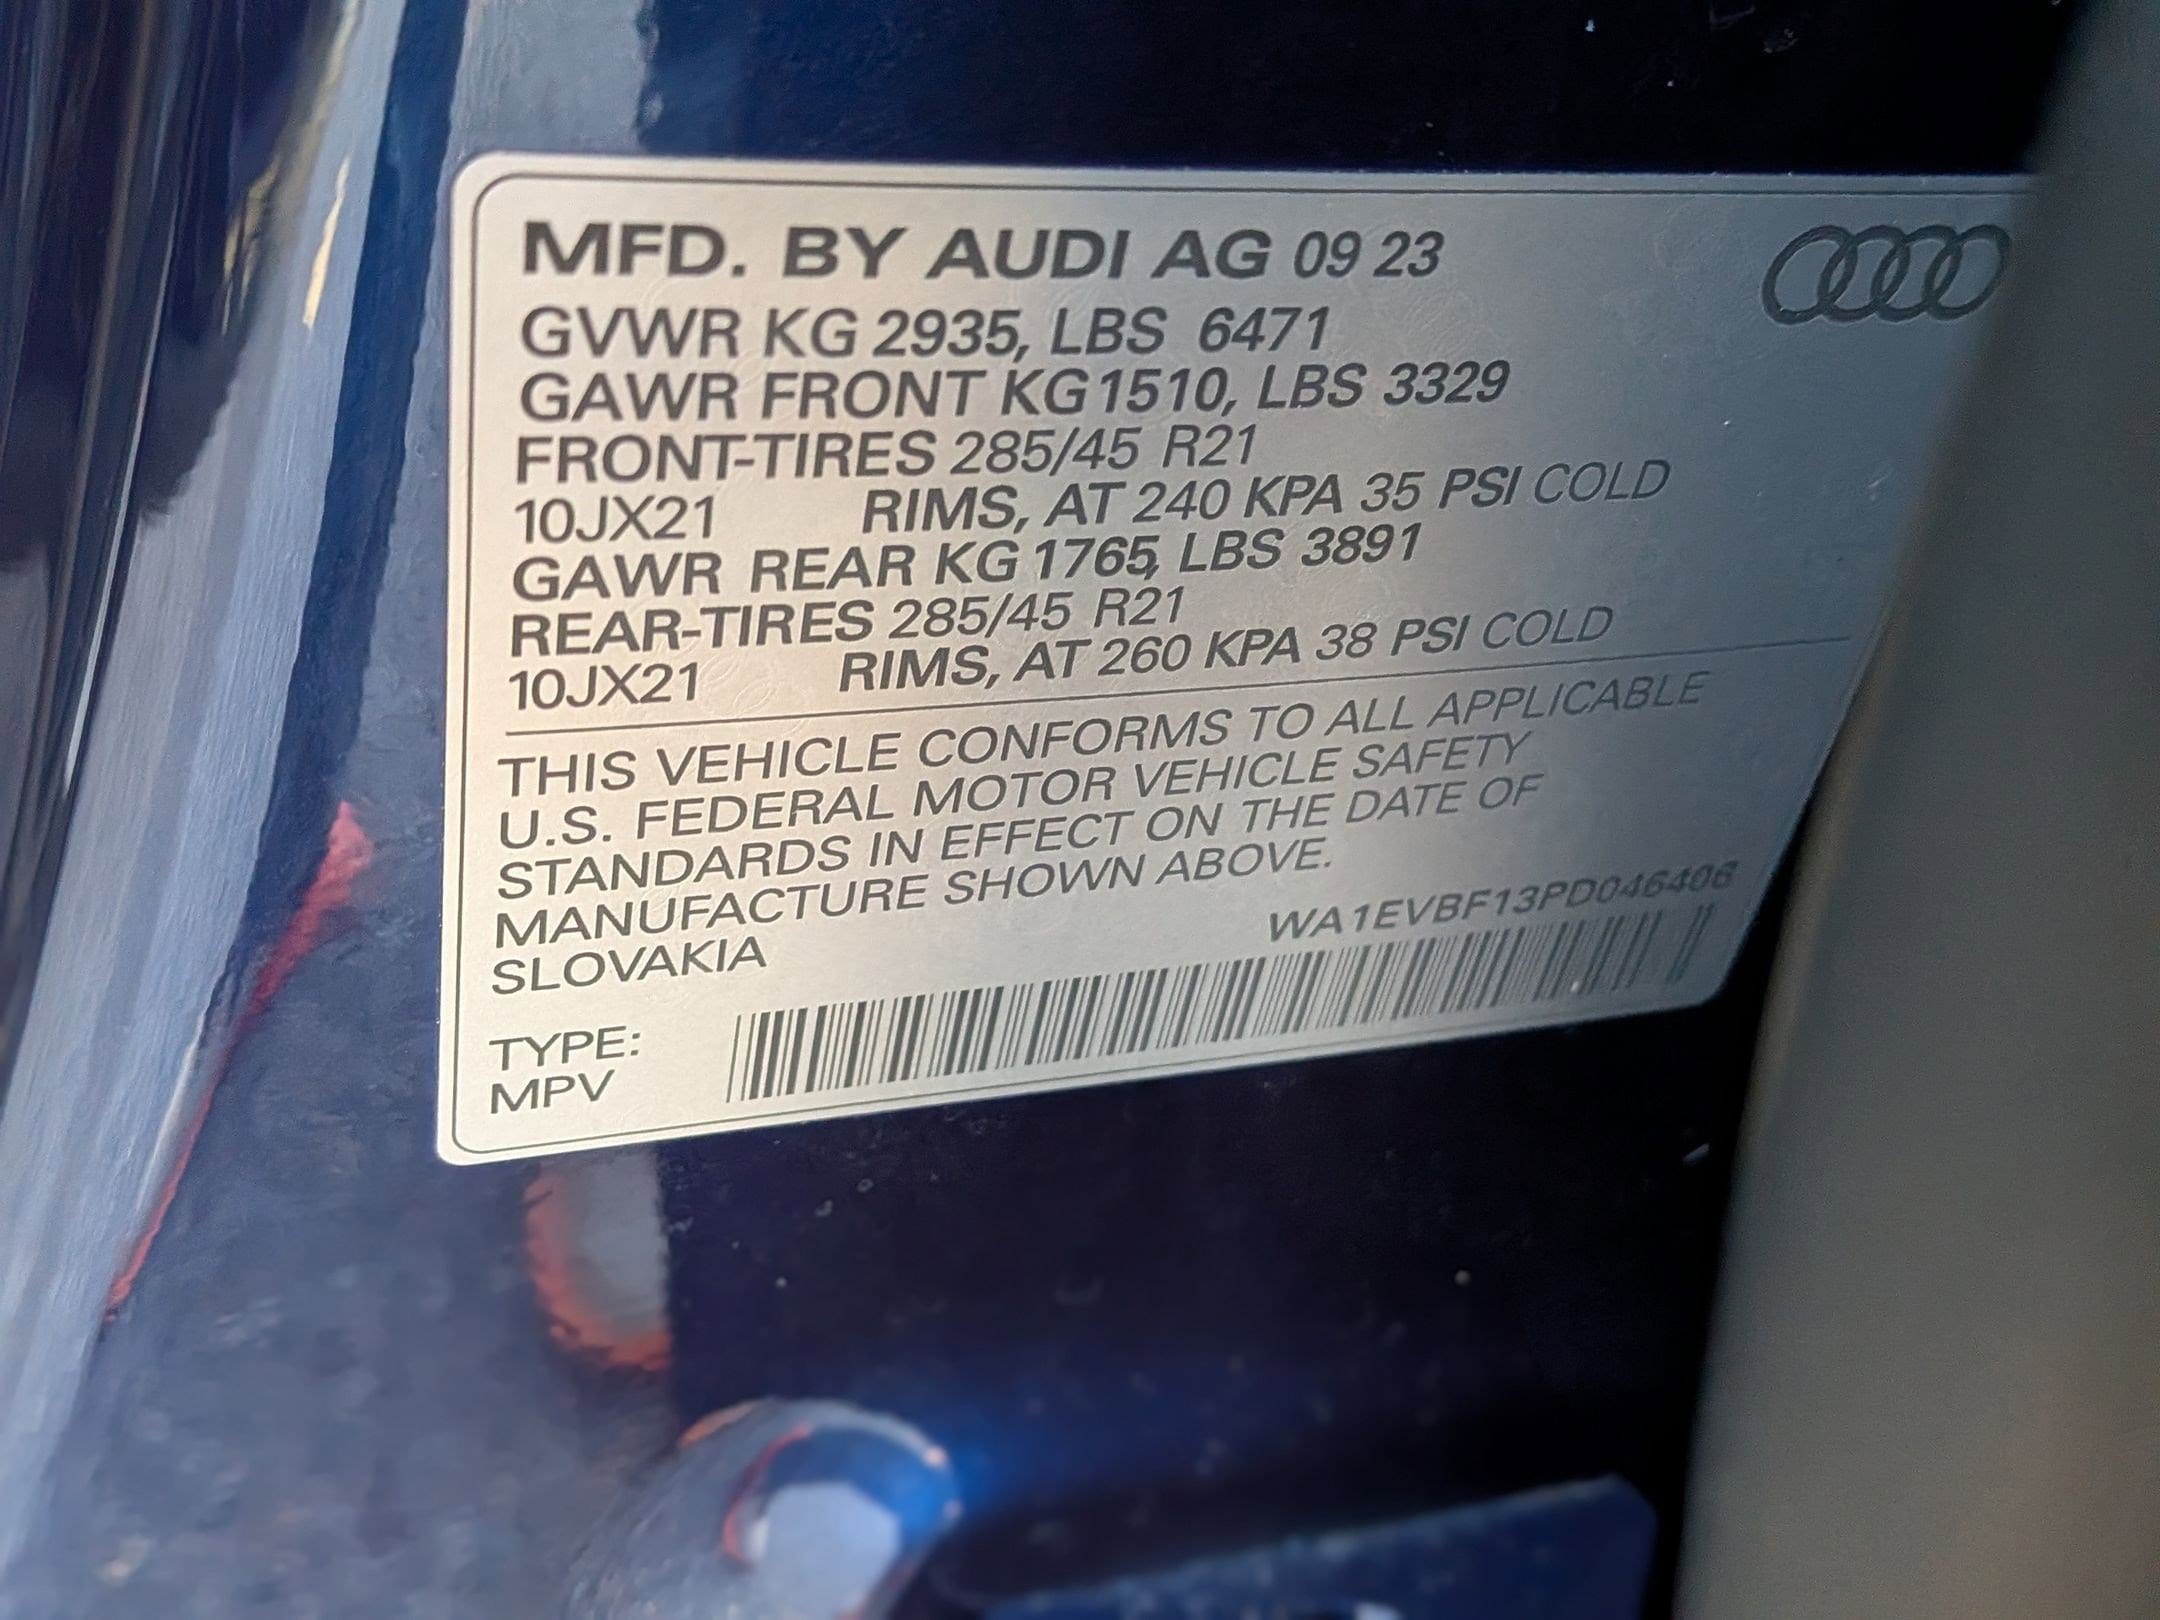 MFD. BY AUDI AG 09 23
GVWR KG 2935, LBS 6471
GAWR FRONT KG 1510, LBS 3329
FRONT-TIRES 285/45 R21
10JX21 RIMS, AT 240 KPA 35 PSI COLD
GAWR REAR KG 1765, LBS 3891
REAR-TIRES 285/45 R21
10JX21 RIMS, AT 260 KPA 38 PSI COLD
THIS VEHICLE CONFORMS TO ALL APPLICABLE
U.S. FEDERAL MOTOR VEHICLE SAFETY
STANDARDS IN EFFECT ON THE DATE OF
MANUFACTURE SHOWN ABOVE.
SLOVAKIA WA1EVBF13PD046406
TYPE:
MPV